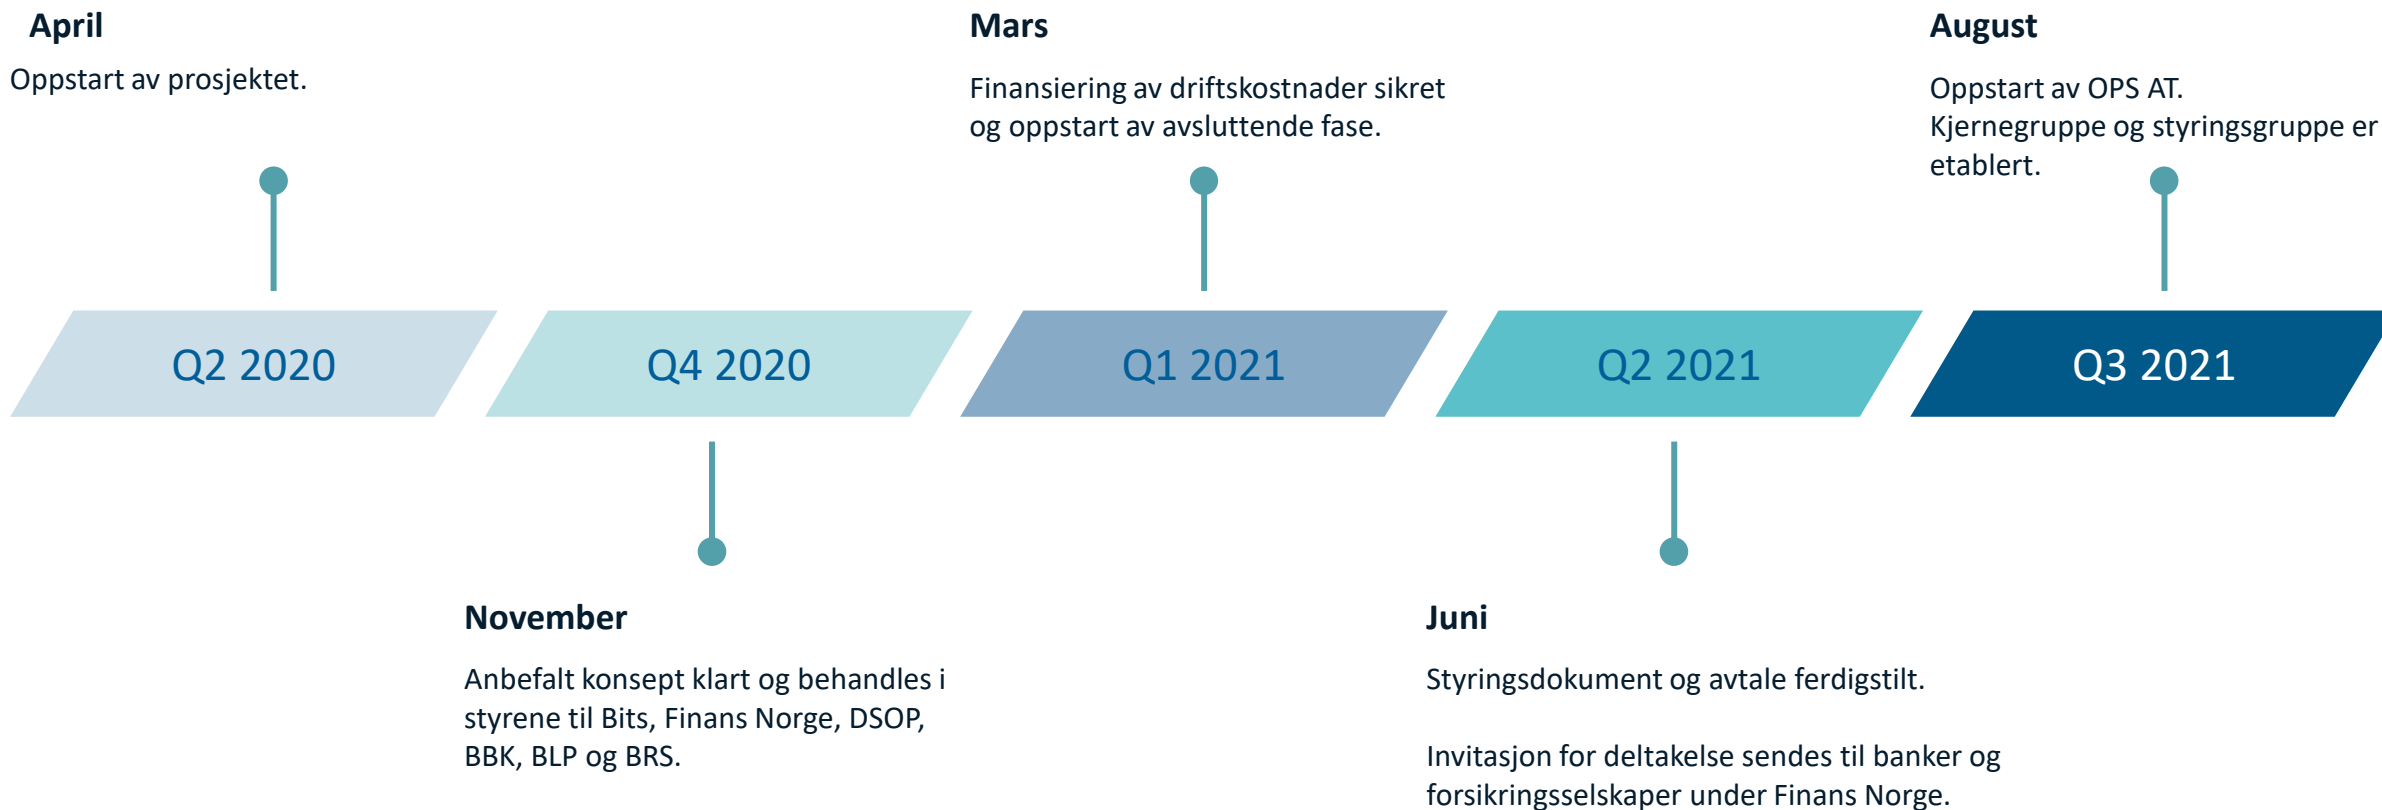 April
Oppstart av prosjektet.
Mars
Finansiering av driftskostnader sikret
og oppstart av avsluttende fase.
August
Oppstart av OPS AT.
Kjernegruppe og styringsgruppe er
etablert.
Q2 2020
Q4 2020
Q1 2021
Q2 2021
Q3 2021
November
Anbefalt konsept klart og behandles i
styrene til Bits, Finans Norge, DSOP,
BBK, BLP og BRS.
Juni
Styringsdokument og avtale ferdigstilt.
Invitasjon for deltakelse sendes til banker og
forsikringsselskaper under Finans Norge.